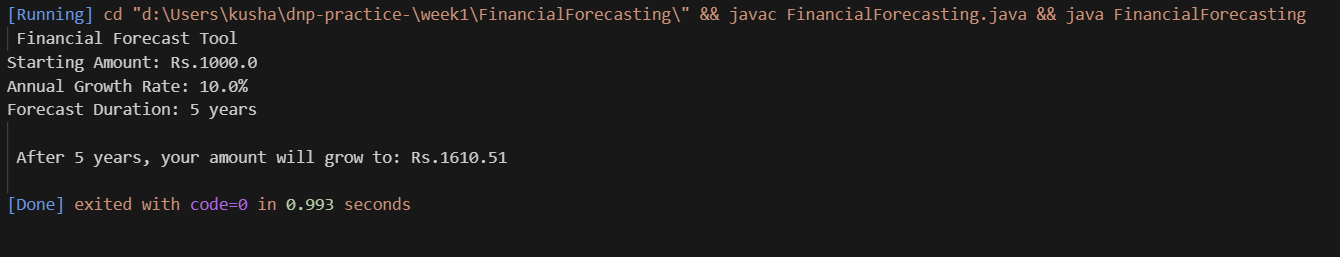 [Running] cd "d:\Users\kusha\dnp-practice-\week1\FinancialForecasting\" && javac FinancialForecasting.java && java FinancialForecasting
Financial Forecast Tool
Starting Amount: Rs.1000.0
Annual Growth Rate: 10.0%
Forecast Duration: 5 years
After 5 years, your amount will grow to: Rs.1610.51
[Done] exited with code=0 in 0.993 seconds